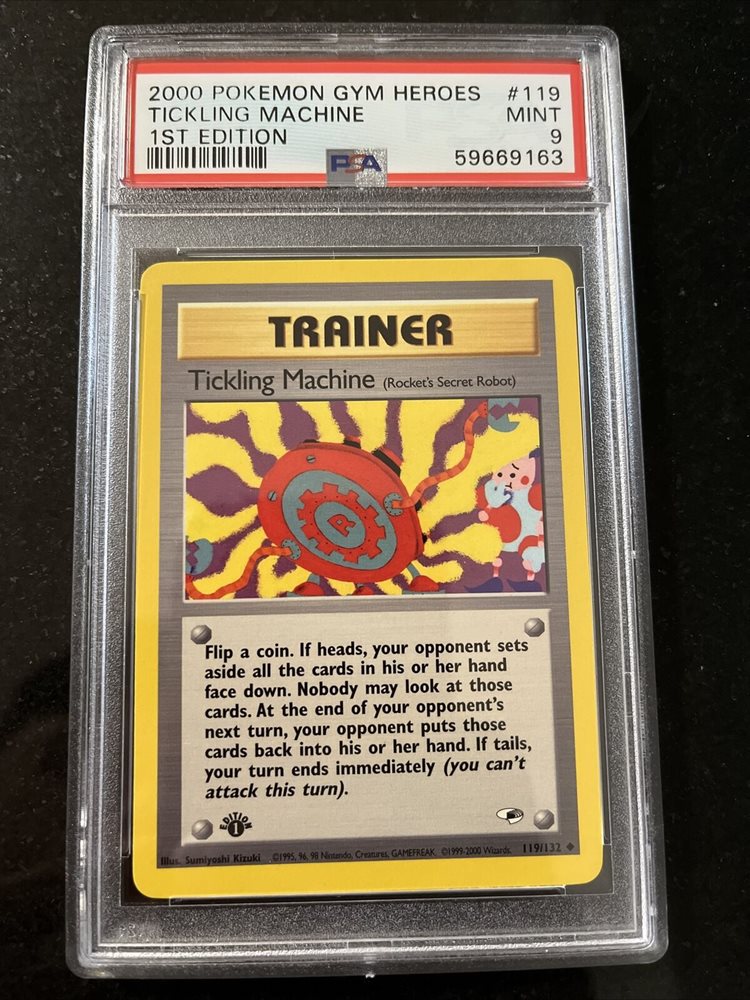 2000 POKEMON GYM HEROES #119
TICKLING MACHINE MINT
1ST EDITION 9
PSA 59669163
TRAINER
Tickling Machine (Rocket's Secret Robot)
R
Flip a coin. If heads, your opponent sets
aside all the cards in his or her hand
face down. Nobody may look at those
cards. At the end of your opponent's
next turn, your opponent puts those
cards back into his or her hand. If tails,
your turn ends immediately (you can't
attack this turn).
EDITION 1
Illus. Sumiyoshi Kizuki ©1995, 96, 98 Nintendo, Creatures, GAMEFREAK. ©1999-2000 Wizards. 119/132 ◆